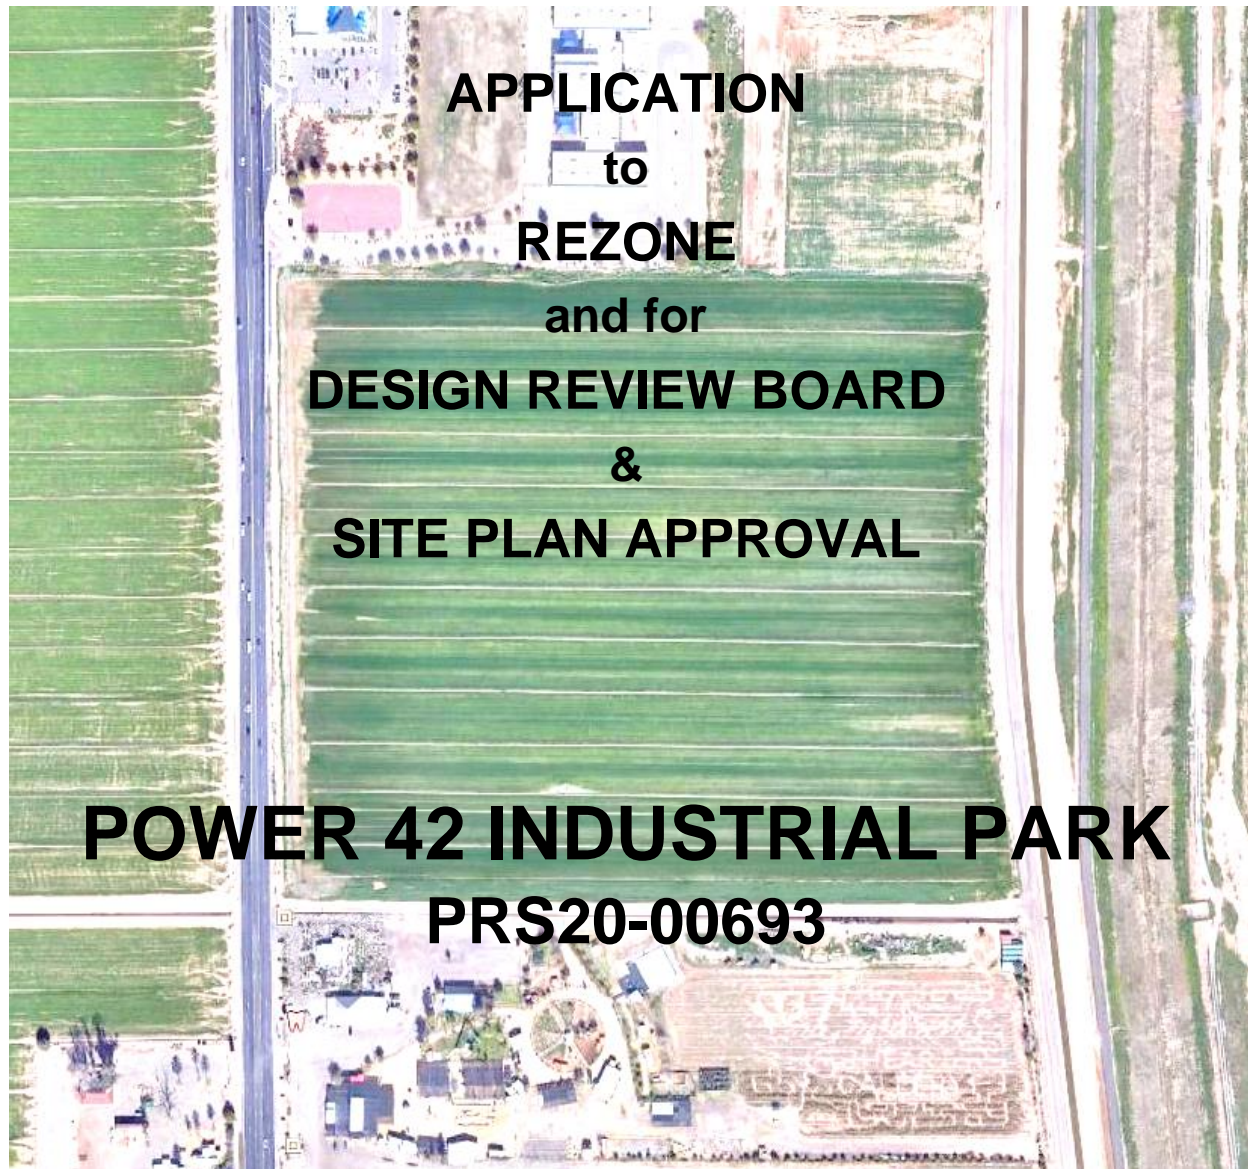 APPLICATION
to
REZONE
and for
DESIGN REVIEW BOARD
&
SITE PLAN APPROVAL
POWER 42 INDUSTRIAL PARK
PRS20-00693